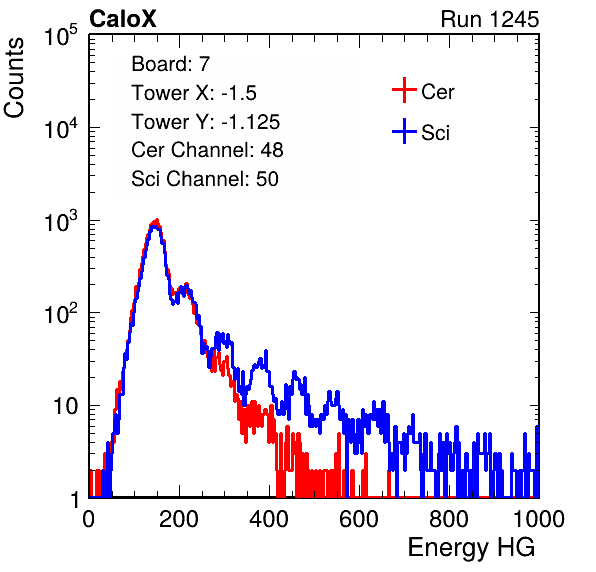 CaloX Run 1245
Counts
10^5
10^4
10^3
10^2
10
1
Board: 7
Tower X: -1.5
Tower Y: -1.125
Cer Channel: 48
Sci Channel: 50
Cer
Sci
0 200 400 600 800 1000
Energy HG